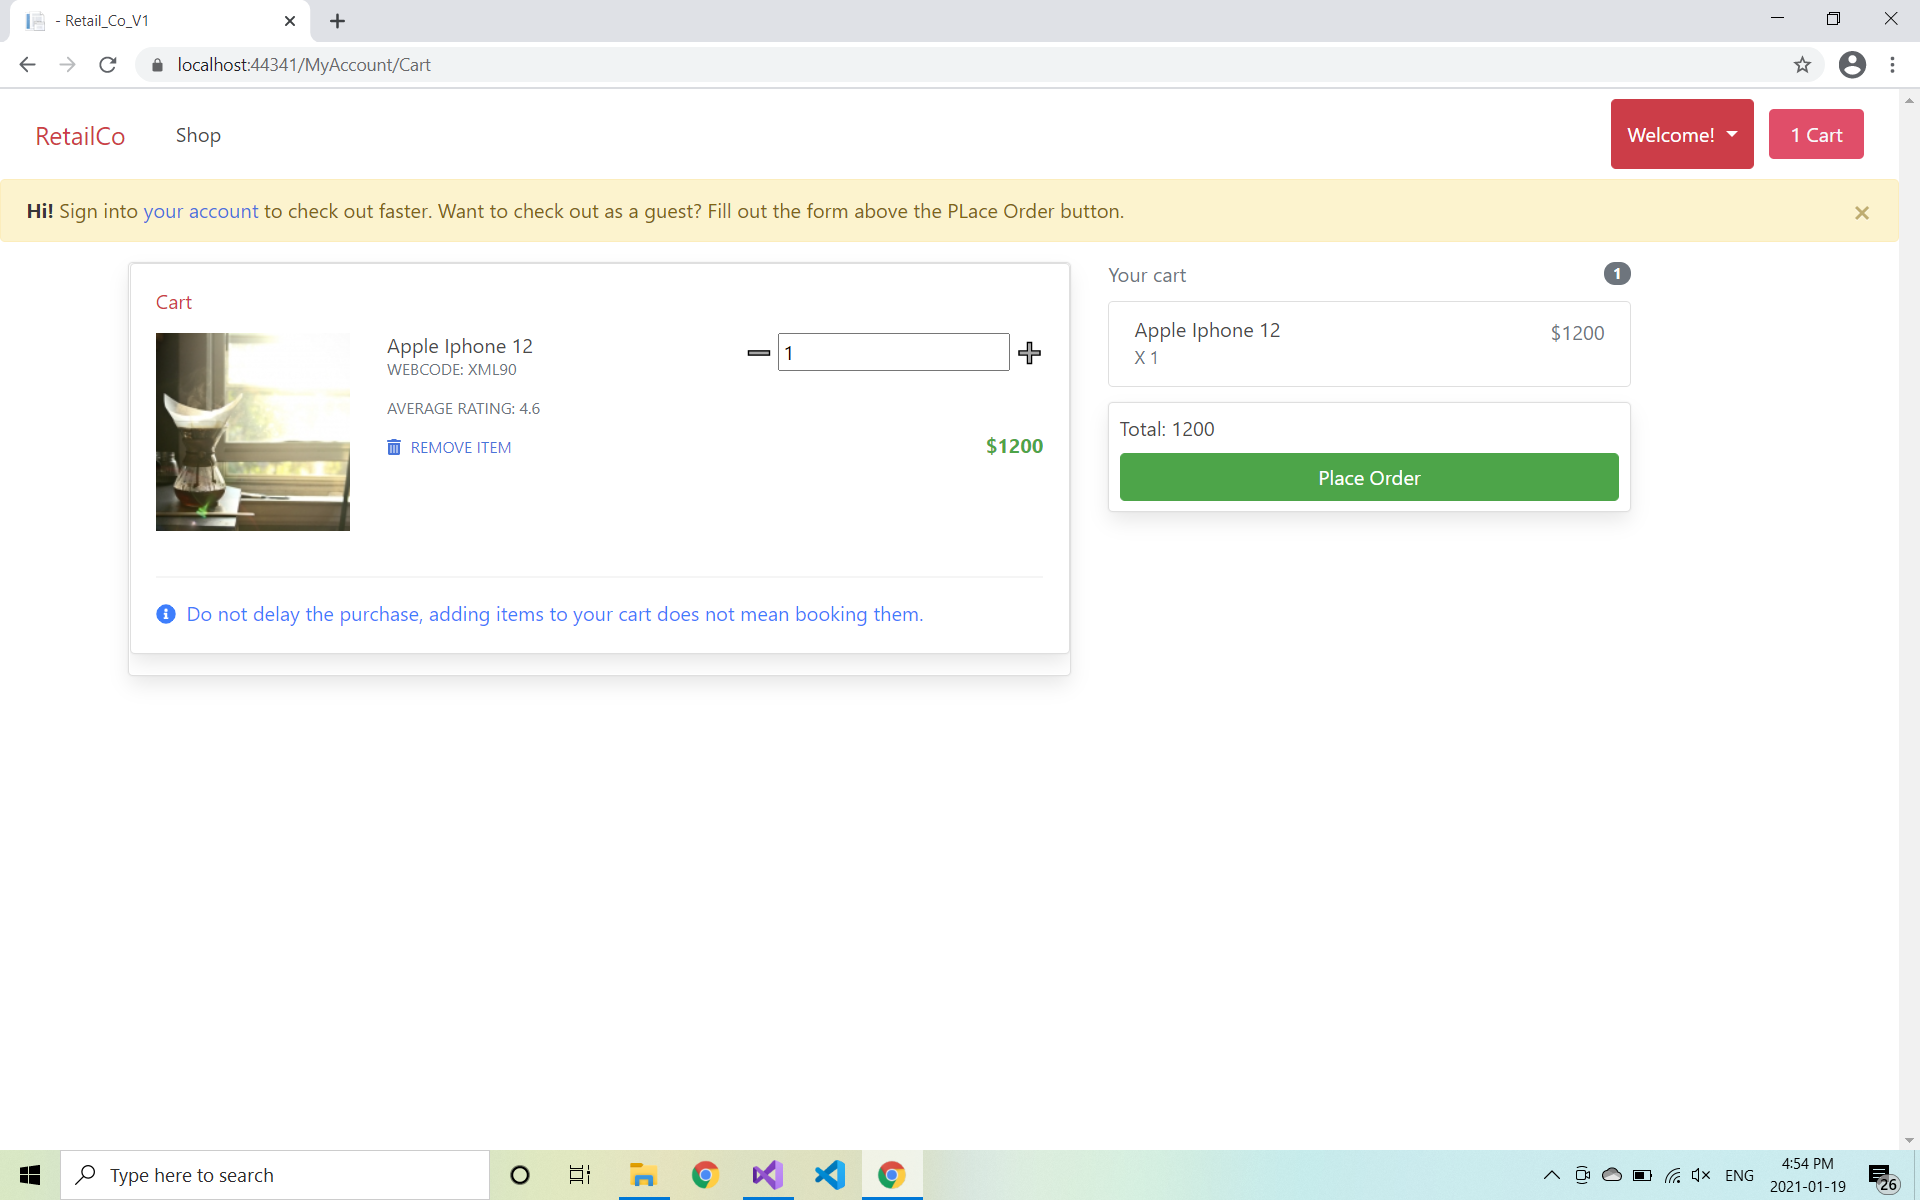 - Retail_Co_V1
localhost:44341/MyAccount/Cart
RetailCo
Shop
Welcome!
1 Cart
Hi! Sign into your account to check out faster. Want to check out as a guest? Fill out the form above the PLace Order button.
×
Cart
Apple Iphone 12
WEBCODE: XML90
AVERAGE RATING: 4.6
REMOVE ITEM
1
$1200
Do not delay the purchase, adding items to your cart does not mean booking them.
Your cart
1
Apple Iphone 12
$1200
X 1
Total: 1200
Place Order
Type here to search
ENG
4:54 PM
2021-01-19
26